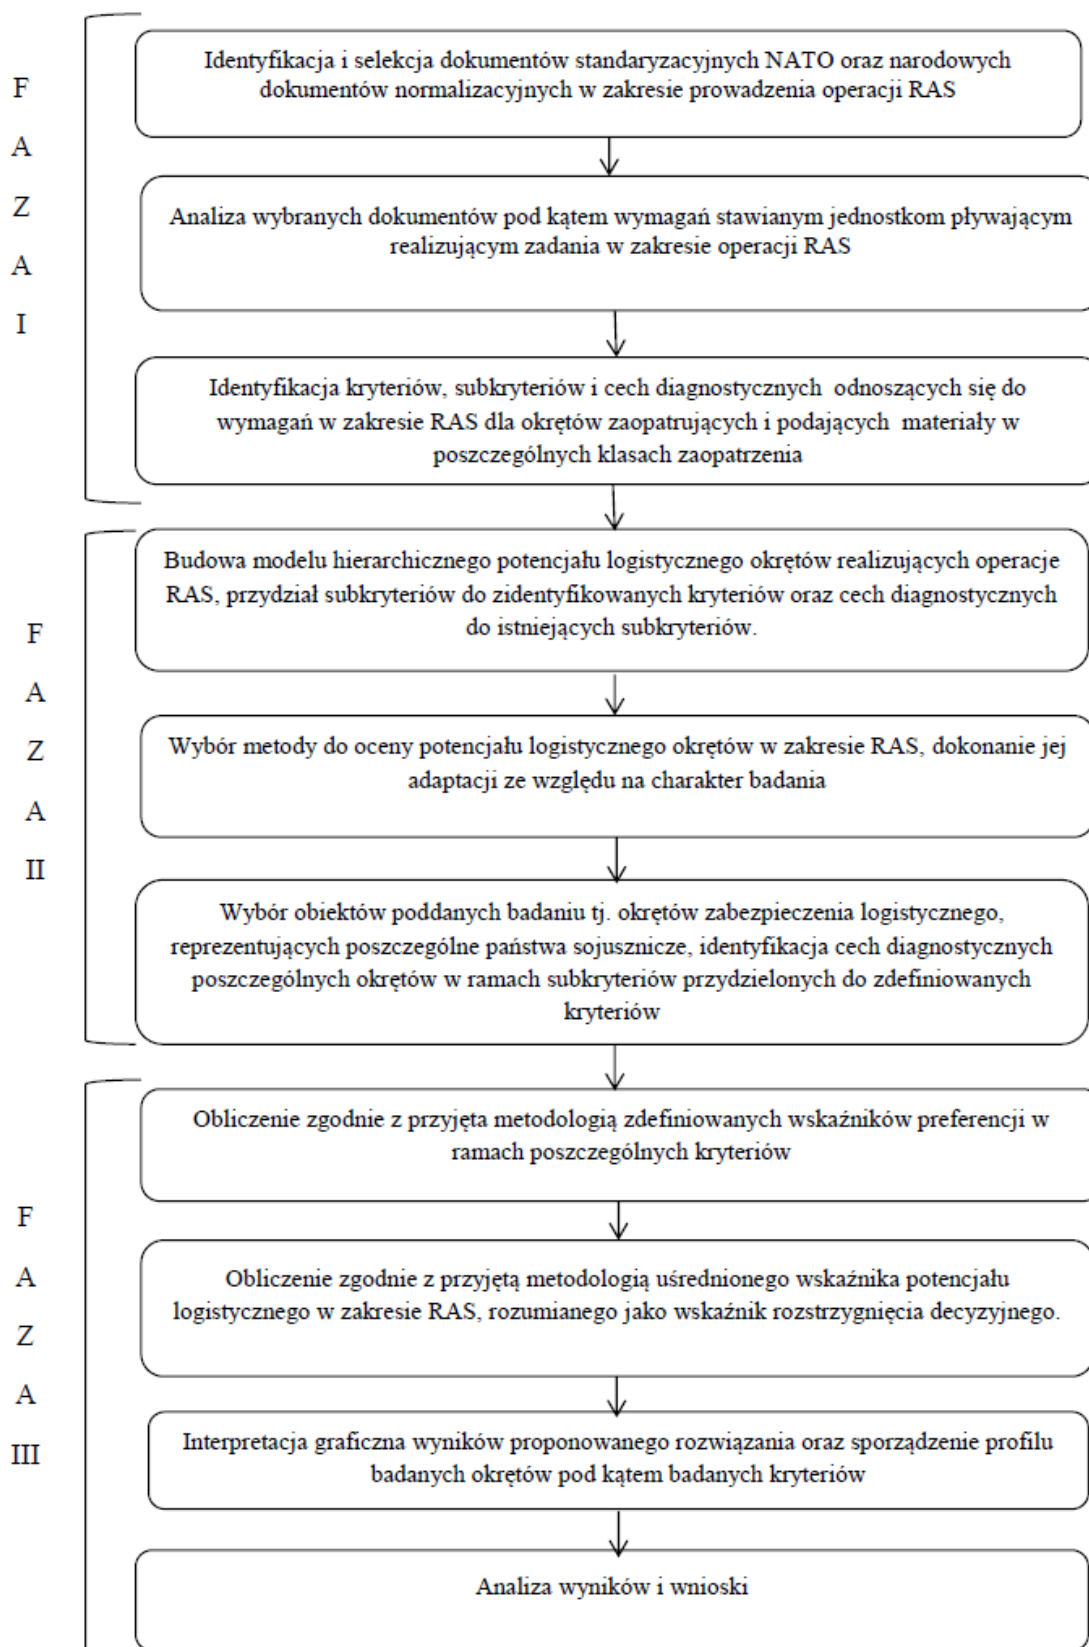 FAZA I
Identyfikacja i selekcja dokumentów standaryzacyjnych NATO oraz narodowych
dokumentów normalizacyjnych w zakresie prowadzenia operacji RAS
Analiza wybranych dokumentów pod kątem wymagań stawianym jednostkom pływającym
realizującym zadania w zakresie operacji RAS
Identyfikacja kryteriów, subkryteriów i cech diagnostycznych odnoszących się do
wymagań w zakresie RAS dla okrętów zaopatrujących i podających materiały w
poszczególnych klasach zaopatrzenia
FAZA II
Budowa modelu hierarchicznego potencjału logistycznego okrętów realizujących operacje
RAS, przydział subkryteriów do zidentyfikowanych kryteriów oraz cech diagnostycznych
do istniejących subkryteriów.
Wybór metody do oceny potencjału logistycznego okrętów w zakresie RAS, dokonanie jej
adaptacji ze względu na charakter badania
Wybór obiektów poddanych badaniu tj. okrętów zabezpieczenia logistycznego,
reprezentujących poszczególne państwa sojusznicze, identyfikacja cech diagnostycznych
poszczególnych okrętów w ramach subkryteriów przydzielonych do zdefiniowanych
kryteriów
FAZA III
Obliczenie zgodnie z przyjęta metodologią zdefiniowanych wskaźników preferencji w
ramach poszczególnych kryteriów
Obliczenie zgodnie z przyjętą metodologią uśrednionego wskaźnika potencjału
logistycznego w zakresie RAS, rozumianego jako wskaźnik rozstrzygnięcia decyzyjnego.
Interpretacja graficzna wyników proponowanego rozwiązania oraz sporządzenie profilu
badanych okrętów pod kątem badanych kryteriów
Analiza wyników i wnioski